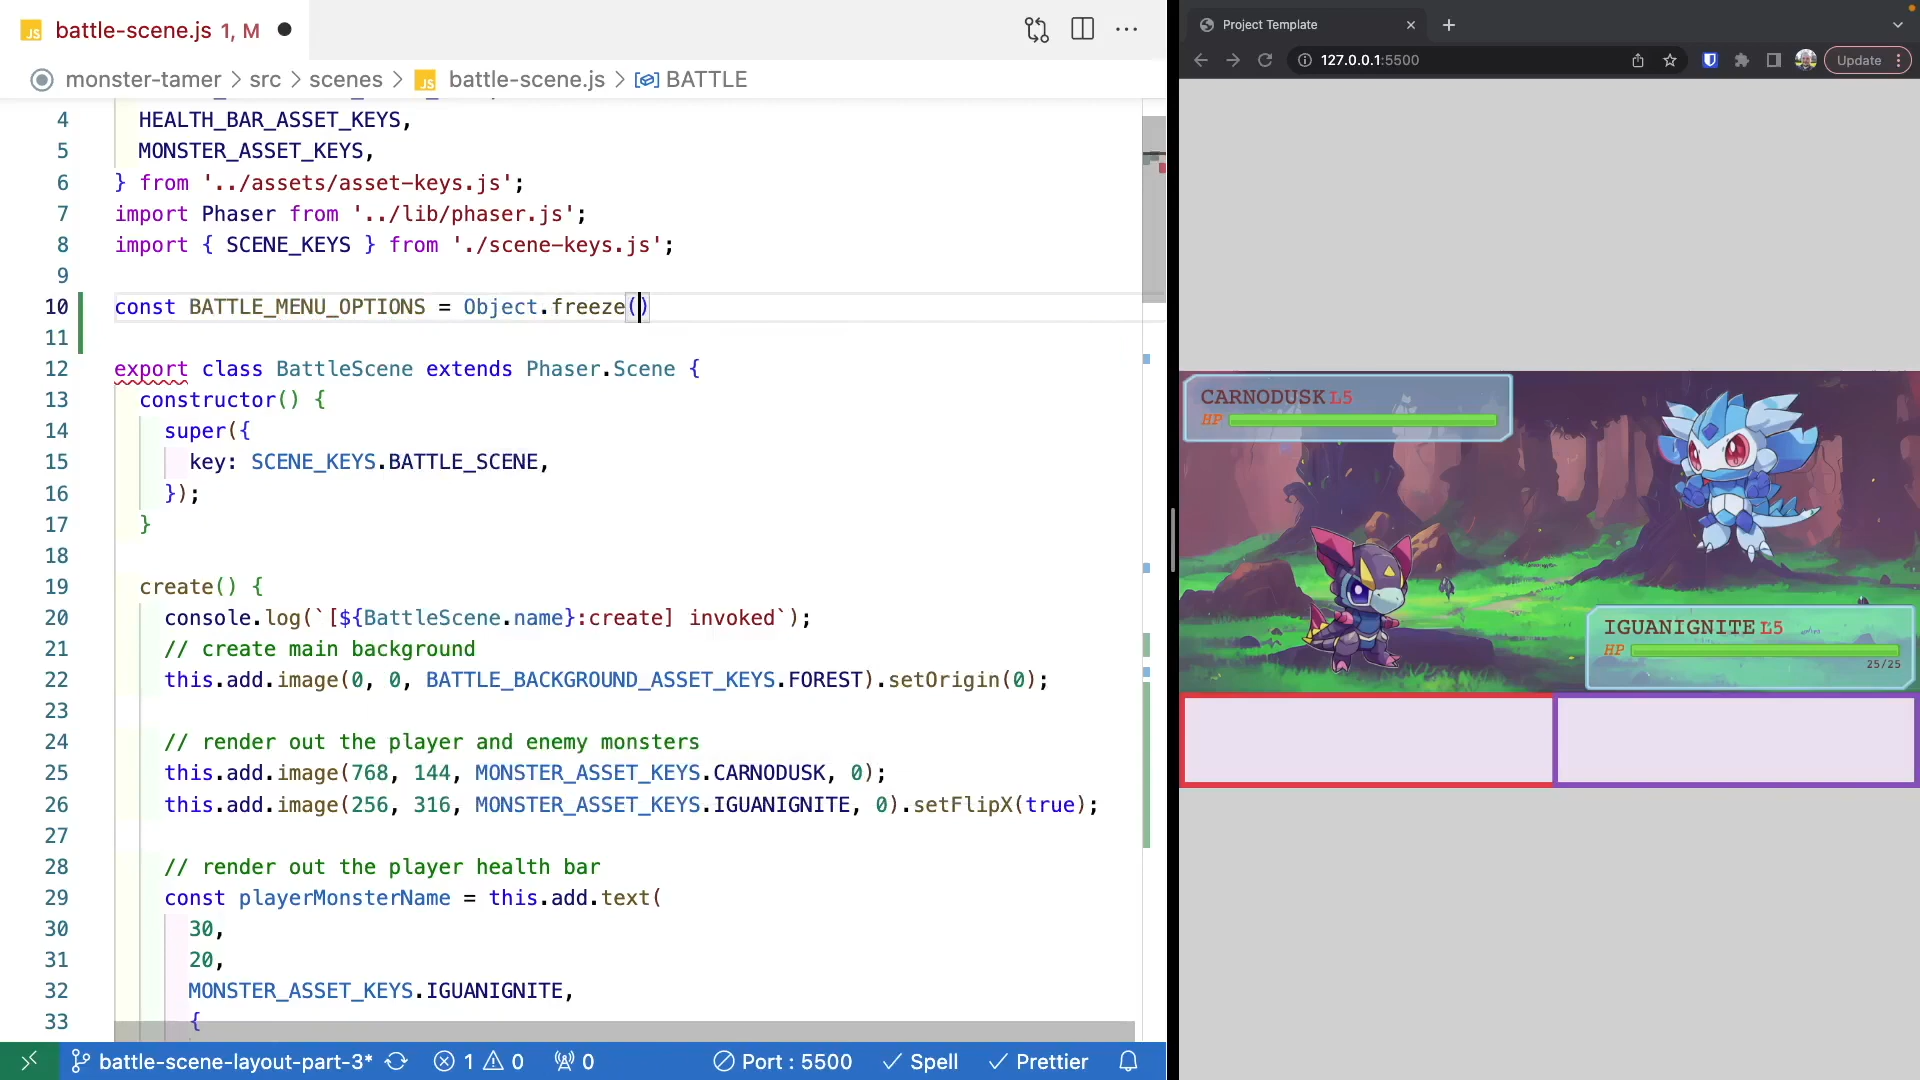 JS battle-scene.js 1, M
monster-tamer > src > scenes > JS battle-scene.js > BATTLE
4 HEALTH_BAR_ASSET_KEYS,
5 MONSTER_ASSET_KEYS,
6 } from '../assets/asset-keys.js';
7 import Phaser from '../lib/phaser.js';
8 import { SCENE_KEYS } from './scene-keys.js';
9
10 const BATTLE_MENU_OPTIONS = Object.freeze()
11
12 export class BattleScene extends Phaser.Scene {
13 constructor() {
14 super({
15 key: SCENE_KEYS.BATTLE_SCENE,
16 });
17 }
18
19 create() {
20 console.log(`[${BattleScene.name}:create] invoked`);
21 // create main background
22 this.add.image(0, 0, BATTLE_BACKGROUND_ASSET_KEYS.FOREST).setOrigin(0);
23
24 // render out the player and enemy monsters
25 this.add.image(768, 144, MONSTER_ASSET_KEYS.CARNODUSK, 0);
26 this.add.image(256, 316, MONSTER_ASSET_KEYS.IGUANIGNITE, 0).setFlipX(true);
27
28 // render out the player health bar
29 const playerMonsterName = this.add.text(
30 30,
31 20,
32 MONSTER_ASSET_KEYS.IGUANIGNITE,
33 {
battle-scene-layout-part-3* 1 0 0 Port : 5500 Spell Prettier
Project Template
127.0.0.1:5500 Update
CARNODUSK L5
HP
IGUANIGNITE L5
HP
25/25